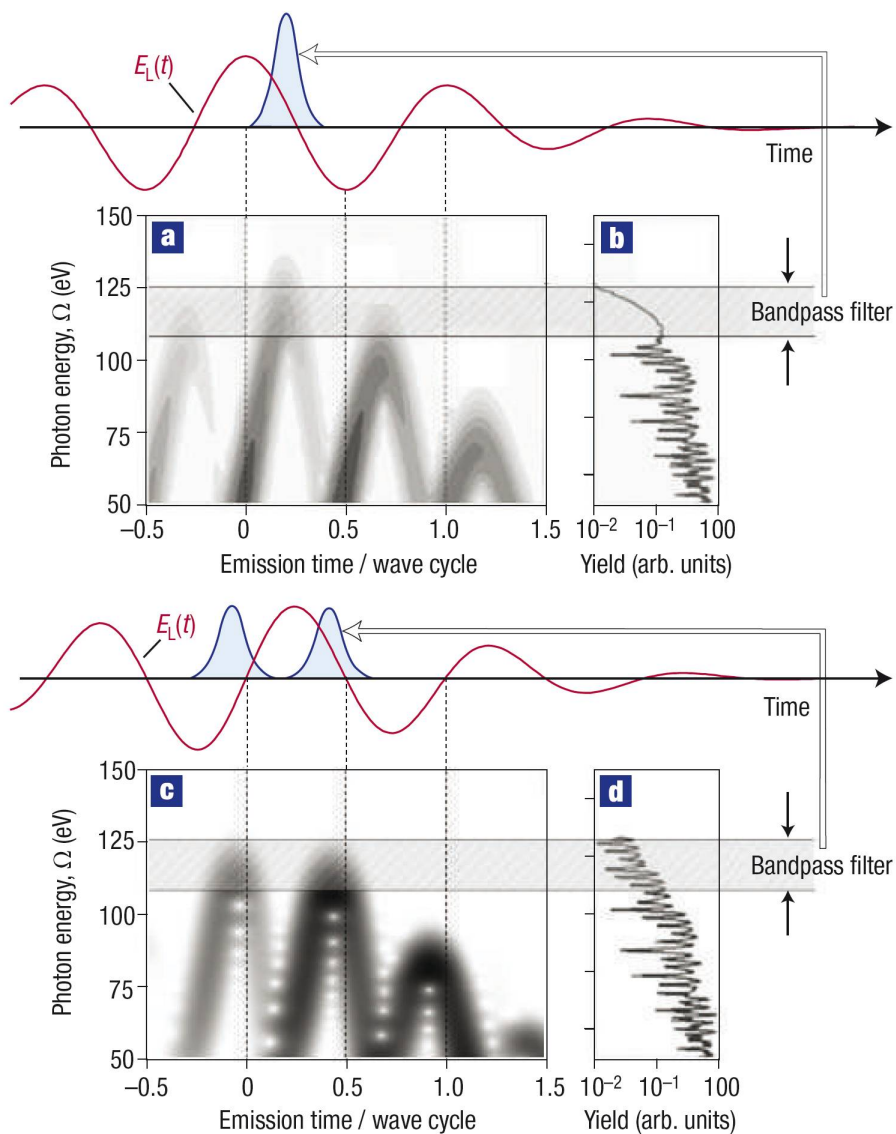 E_L(t)
Time
150
125
100
75
50
Photon energy, Ω (eV)
a
b
Bandpass filter
–0.5
0
0.5
1.0
1.5
10⁻²
10⁻¹
100
Emission time / wave cycle
Yield (arb. units)
E_L(t)
Time
150
125
100
75
50
Photon energy, Ω (eV)
c
d
Bandpass filter
–0.5
0
0.5
1.0
1.5
10⁻²
10⁻¹
100
Emission time / wave cycle
Yield (arb. units)